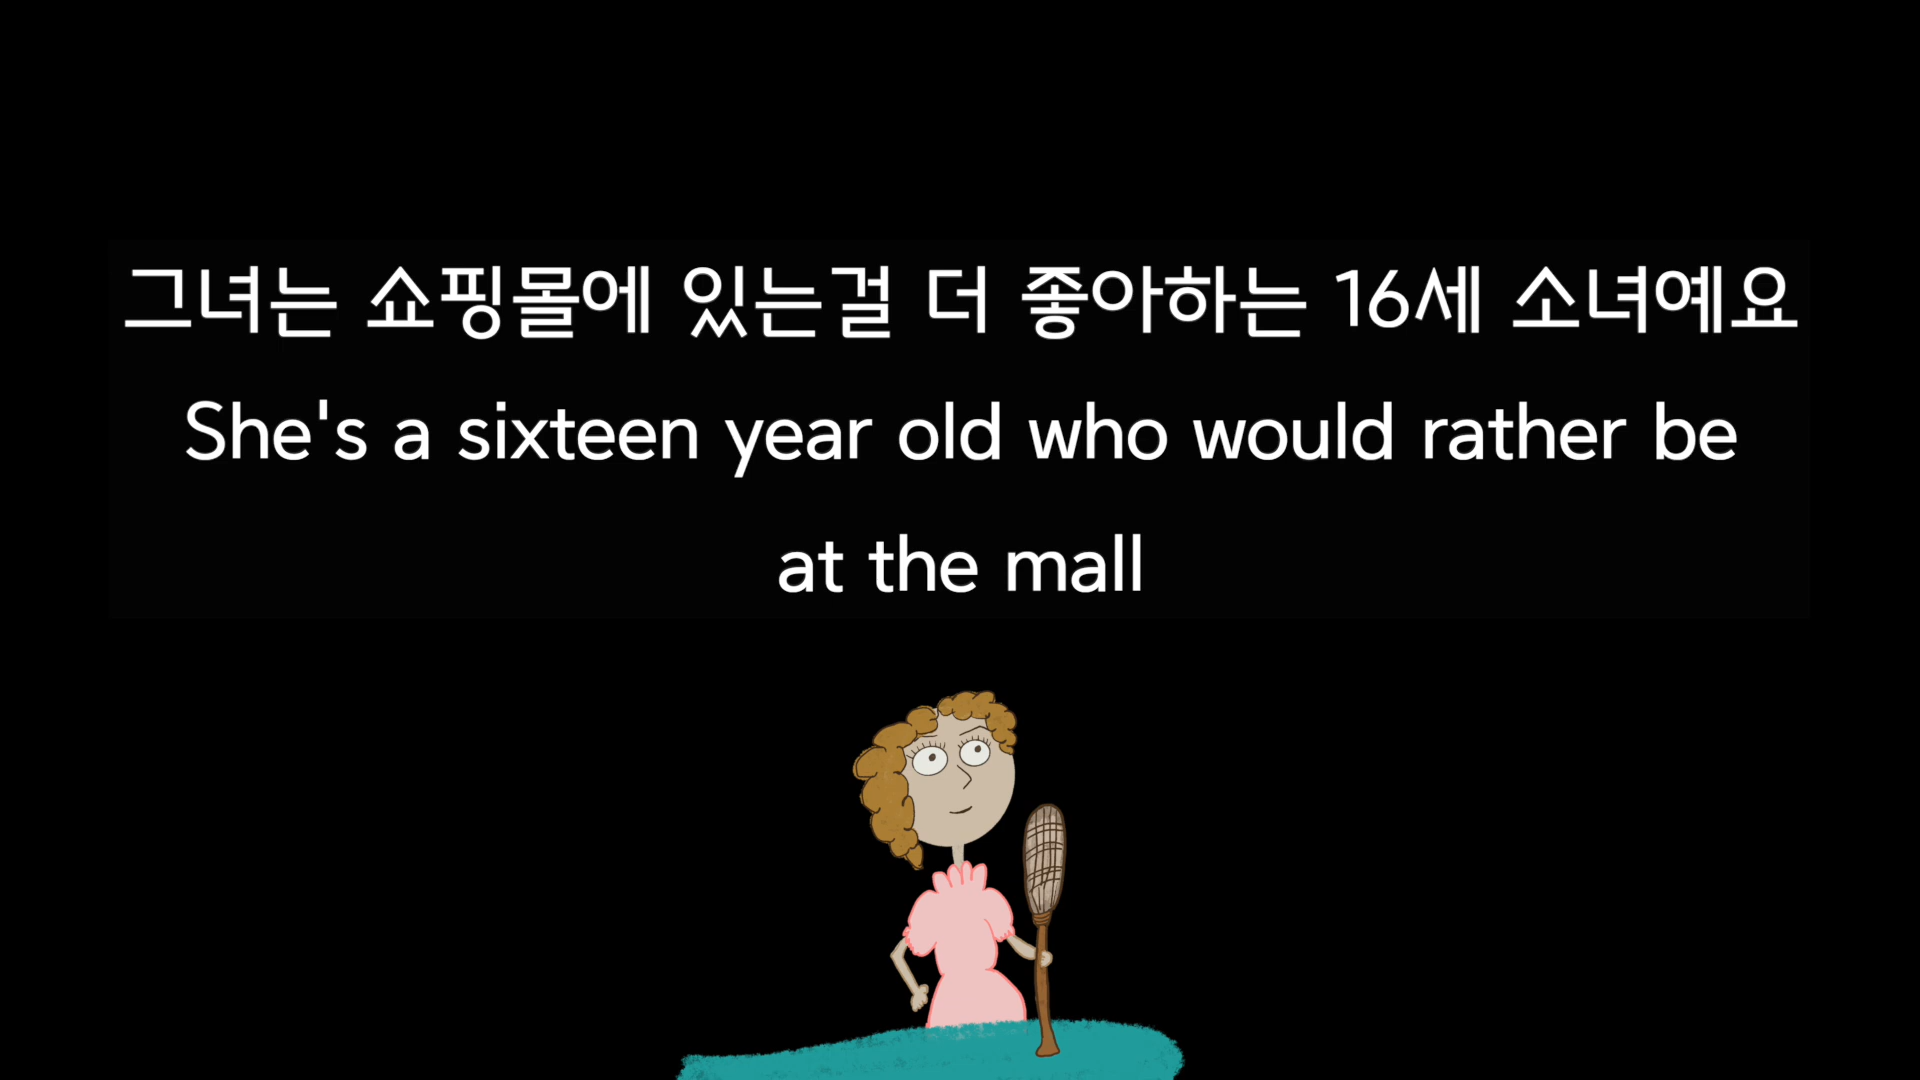 그녀는 쇼핑몰에 있는걸 더 좋아하는 16세 소녀예요
She's a sixteen year old who would rather be
at the mall